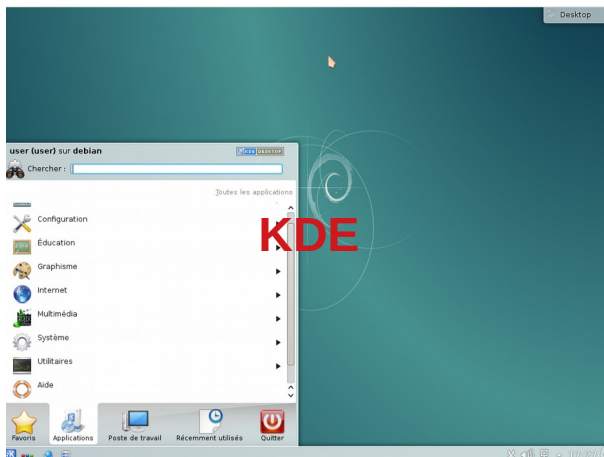 Desktop
user (user) sur debian
KDE DESKTOP
Chercher :
Toutes les applications
Configuration
KDE
Éducation
Graphisme
Internet
Multimédia
Système
Utilitaires
Aide
Favoris Applications Poste de travail Récemment utilisés Quitter